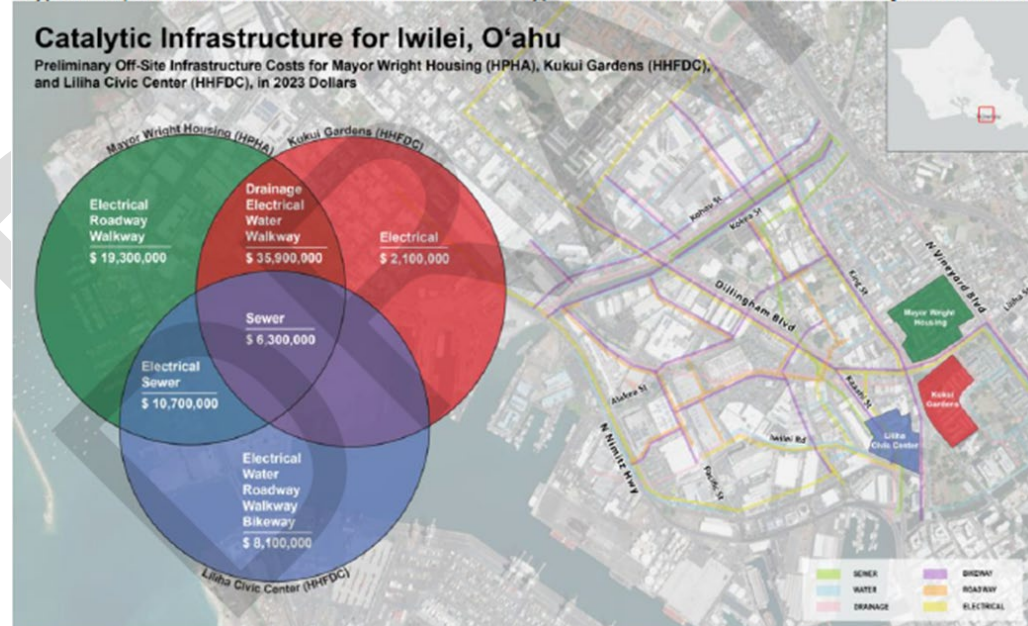 Catalytic Infrastructure for Iwilei, Oʻahu
Preliminary Off-Site Infrastructure Costs for Mayor Wright Housing (HPHA), Kukui Gardens (HHFDC),
and Liliha Civic Center (HHFDC), in 2023 Dollars
Mayor Wright Housing (HPHA)
Kukui Gardens (HHFDC)
Electrical
Roadway
Walkway
$ 19,300,000
Drainage
Electrical
Water
Walkway
$ 35,900,000
Electrical
$ 2,100,000
Sewer
$ 6,300,000
Electrical
Sewer
$ 10,700,000
Electrical
Water
Roadway
Walkway
Bikeway
$ 8,100,000
Liliha Civic Center (HHFDC)
Kohou St
Kokea St
King St
N Vineyard Blvd
Liliha St
Dillingham Blvd
Mayor Wright
Housing
Kukui
Gardens
Kaaahi St
Liliha
Civic Center
Alakea St
Iwilei Rd
N Nimitz Hwy
Pacific St
SEWER
WATER
DRAINAGE
BIKEWAY
ROADWAY
ELECTRICAL